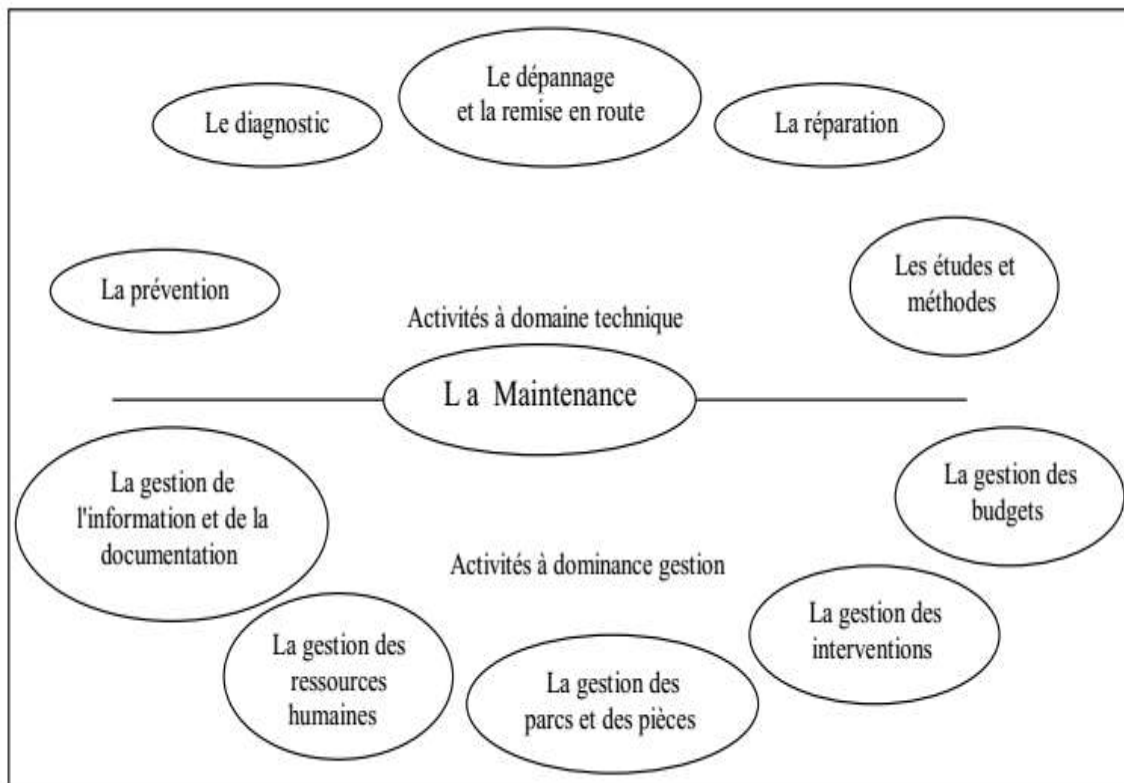 Le dépannage
et la remise en route
Le diagnostic
La réparation
La prévention
Les études et
méthodes
Activités à domaine technique
L a Maintenance
La gestion de
l'information et de la
documentation
La gestion des
budgets
Activités à dominance gestion
La gestion des
interventions
La gestion des
ressources
humaines
La gestion des
parcs et des pièces